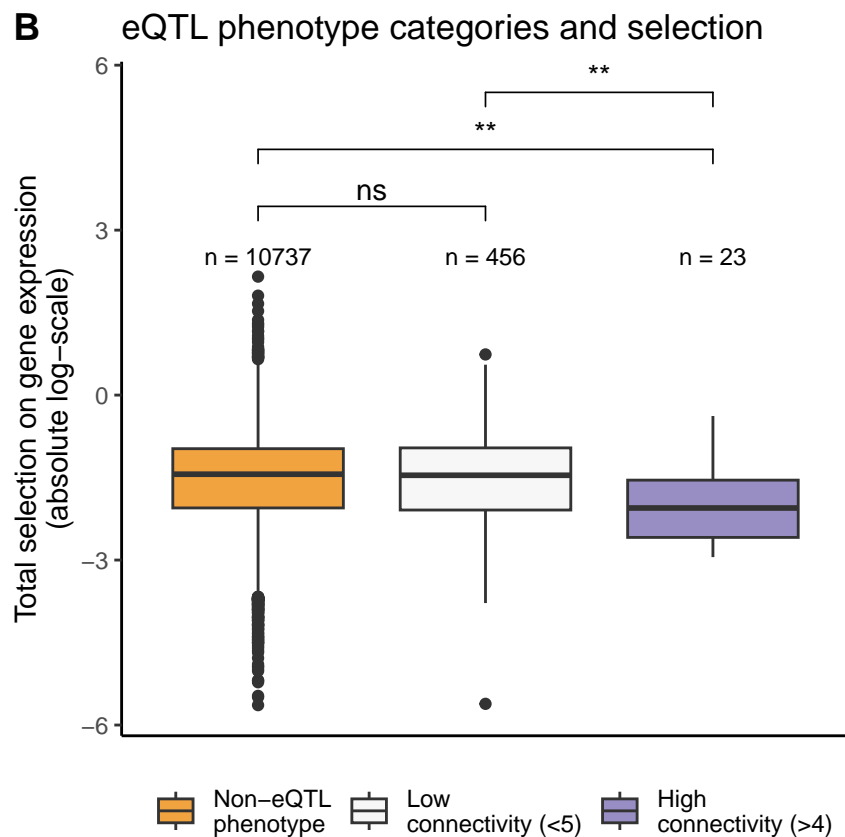 B eQTL phenotype categories and selection
Total selection on gene expression
(absolute log−scale)
6
3
0
−3
−6
**
**
ns
n = 10737 n = 456 n = 23
Non−eQTL
phenotype
Low
connectivity (<5)
High
connectivity (>4)